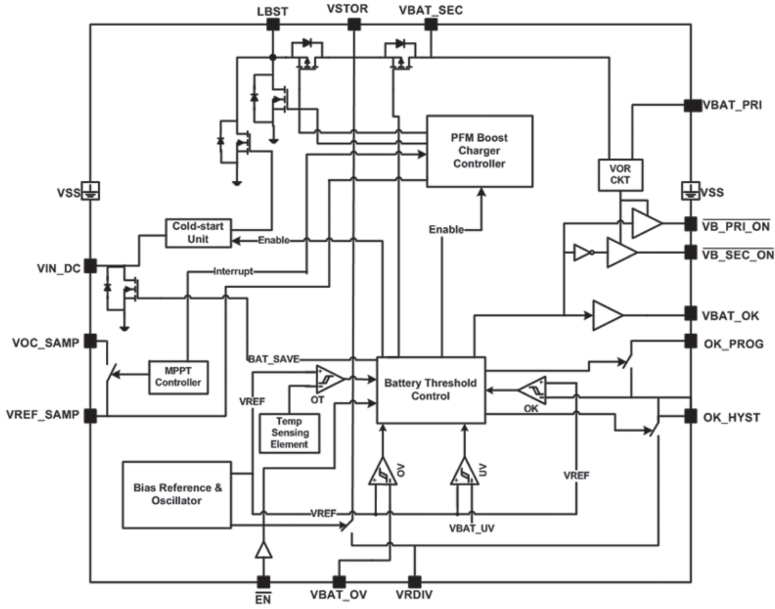 LBST
VSTOR
VBAT_SEC
VBAT_PRI
PFM Boost
Charger
Controller
VOR
CKT
VSS
VSS
Cold-start
Unit
Enable
Enable
VB_PRI_ON
VB_SEC_ON
VIN_DC
Interrupt
VBAT_OK
VOC_SAMP
OK_PROG
BAT_SAVE
MPPT
Controller
Battery Threshold
Control
VREF
OT
OK
VREF_SAMP
OK_HYST
Temp
Sensing
Element
OV
UV
VREF
Bias Reference &
Oscillator
VREF
VBAT_UV
EN
VBAT_OV
VRDIV